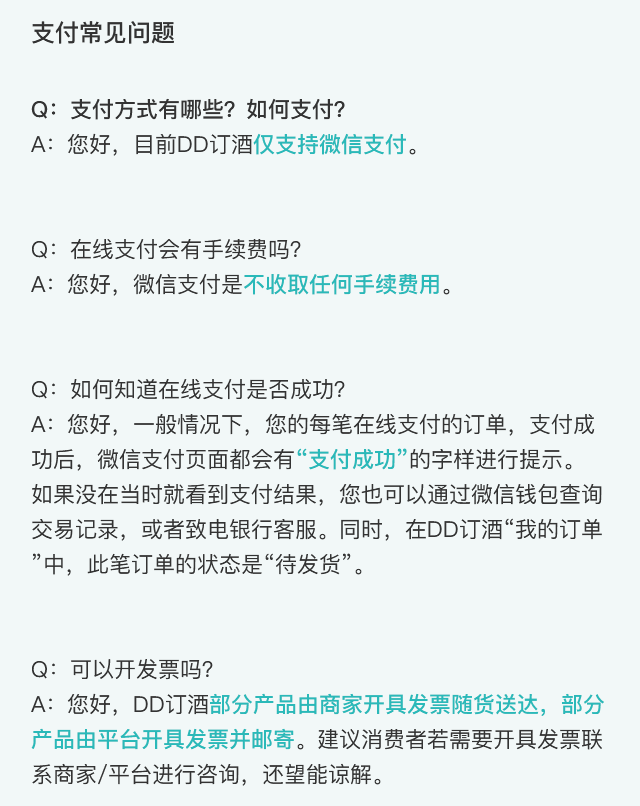 支付常见问题
Q：支付方式有哪些？如何支付？
A：您好，目前DD订酒仅支持微信支付。
Q：在线支付会有手续费吗？
A：您好，微信支付是不收取任何手续费用。
Q：如何知道在线支付是否成功？
A：您好，一般情况下，您的每笔在线支付的订单，支付成
功后，微信支付页面都会有“支付成功”的字样进行提示。
如果没在当时就看到支付结果，您也可以通过微信钱包查询
交易记录，或者致电银行客服。同时，在DD订酒“我的订单
”中，此笔订单的状态是“待发货”。
Q：可以开发票吗？
A：您好，DD订酒部分产品由商家开具发票随货送达，部分
产品由平台开具发票并邮寄。建议消费者若需要开具发票联
系商家/平台进行咨询，还望能谅解。